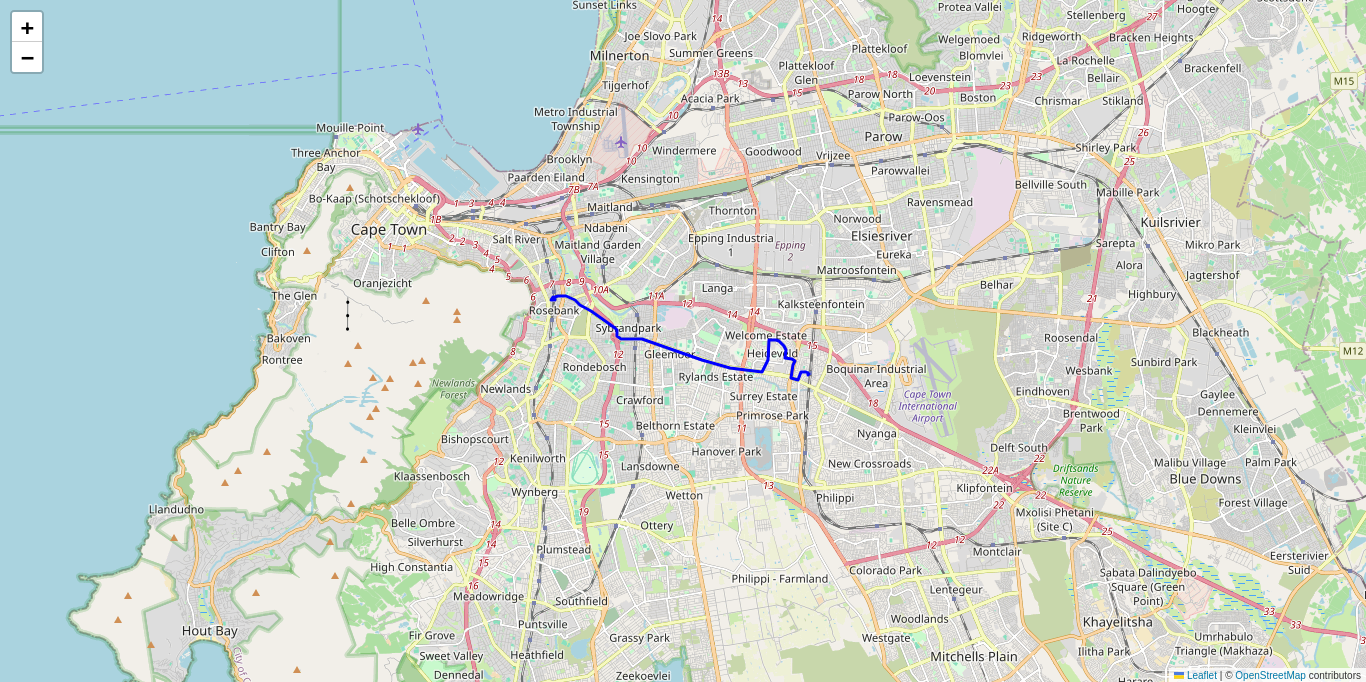 +
−
Sunset Links
Protea Vallei
Hoogte
Stellenberg
Joe Slovo Park
Welgemoed
Ridgeworth
Bracken Heights
Milnerton
Summer Greens
Plattekloof
Blomvlei
La Rochelle
Plattekloof
Glen
Loevenstein
Bellair
Brackenfell
Tijgerhof
M15
Acacia Park
Parow North
Boston
Chrismar
Stikland
Metro Industrial
Township
Parow-Oos
Mouille Point
Parow
Shirley Park
Three Anchor
Bay
Brooklyn
Windermere
Goodwood
Vrijzee
Parowvallei
Paarden Eiland
Kensington
Bellville South
Mabille Park
Bo-Kaap (Schotschekloof)
Maitland
Thornton
Ravensmead
Bantry Bay
Cape Town
Ndabeni
Norwood
Kulsrivier
Salt River
Maitland Garden
Village
Epping Industria
1
Epping
2
Elsiesriver
Sarepta
Mikro Park
Clifton
Eureka
Alora
Matroosfontein
Jagtershof
Oranjezicht
Langa
Belhar
The Glen
Kalksteenfontein
Highbury
Rosebank
Sybrandpark
Welcome Estate
Blackheath
Bakoven
Roosendal
Rontree
Gleemoor
Heideveld
M12
Rondebosch
Boquinar Industrial
Area
Wesbank
Sunbird Park
Rylands Estate
Newlands
Forest
Newlands
Surrey Estate
Cape Town
International
Airport
Eindhoven
Gaylee
Crawford
Primrose Park
Brentwood
Park
Dennemere
Belthorn Estate
Nyanga
Kleinvlei
Bishopscourt
Hanover Park
Delft South
Kenilworth
Lansdowne
New Crossroads
Driftsands
Nature
Reserve
Malibu Village
Palm Park
Klaassenbosch
Blue Downs
Wynberg
Wetton
Philippi
Klipfontein
Forest Village
Llandudno
Mxolisi Phetani
(Site C)
Belle Ombre
Ottery
Silverhurst
Plumstead
Montclair
Eerstervier
Suid
High Constantia
Philippi - Farmland
Colorado Park
Sabata Dalindyebo
Square (Green
Point)
Meadowridge
Southfield
Lentegeur
Puntsville
Woodlands
Khayelitsha
Hout Bay
Fir Grove
Grassy Park
Westgate
Umrhabulo
Triangle (Makhaza)
Sweet Valley
Heathfield
Mitchells Plain
Ilitha Park
Dennedal
Zeekoevlei
Harare
Leaflet | © OpenStreetMap contributors